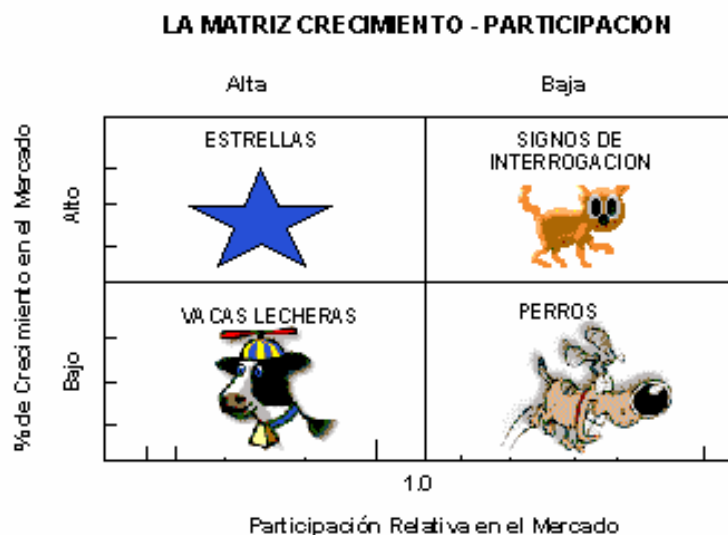 LA MATRIZ CRECIMIENTO - PARTICIPACION
Alta
Baja
ESTRELLAS
SIGNOS DE
INTERROGACION
% de Crecimiento en el Mercado
Alto
VACAS LECHERAS
PERROS
Bajo
1.0
Participación Relativa en el Mercado